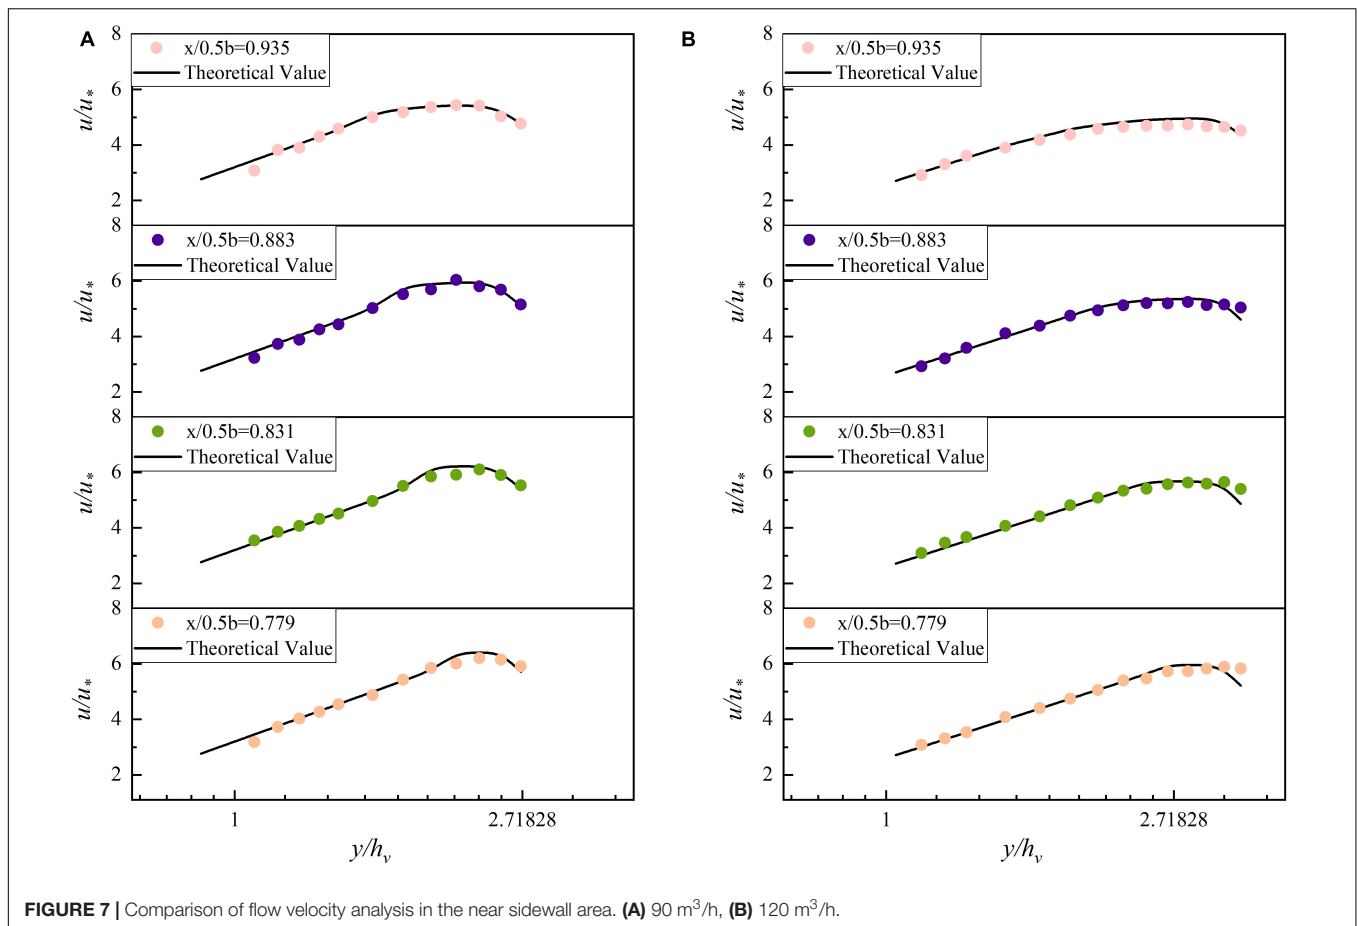 A
8
x/0.5b=0.935
Theoretical Value
6
4
2
u/u*
8
x/0.5b=0.883
Theoretical Value
6
4
2
u/u*
8
x/0.5b=0.831
Theoretical Value
6
4
2
u/u*
8
x/0.5b=0.779
Theoretical Value
6
4
2
u/u*
1 2.71828
y/hv
B
8
x/0.5b=0.935
Theoretical Value
6
4
2
u/u*
8
x/0.5b=0.883
Theoretical Value
6
4
2
u/u*
8
x/0.5b=0.831
Theoretical Value
6
4
2
u/u*
8
x/0.5b=0.779
Theoretical Value
6
4
2
u/u*
1 2.71828
y/hv
FIGURE 7 | Comparison of flow velocity analysis in the near sidewall area. (A) 90 m³/h, (B) 120 m³/h.